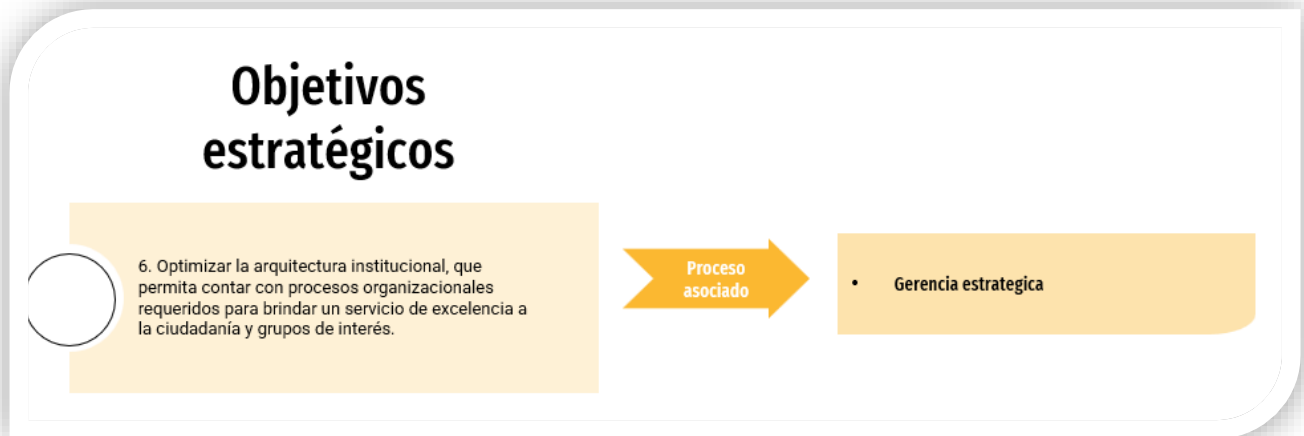 Objetivos
estratégicos
6. Optimizar la arquitectura institucional, que
permita contar con procesos organizacionales
requeridos para brindar un servicio de excelencia a
la ciudadanía y grupos de interés.
Proceso
asociado
• Gerencia estrategica